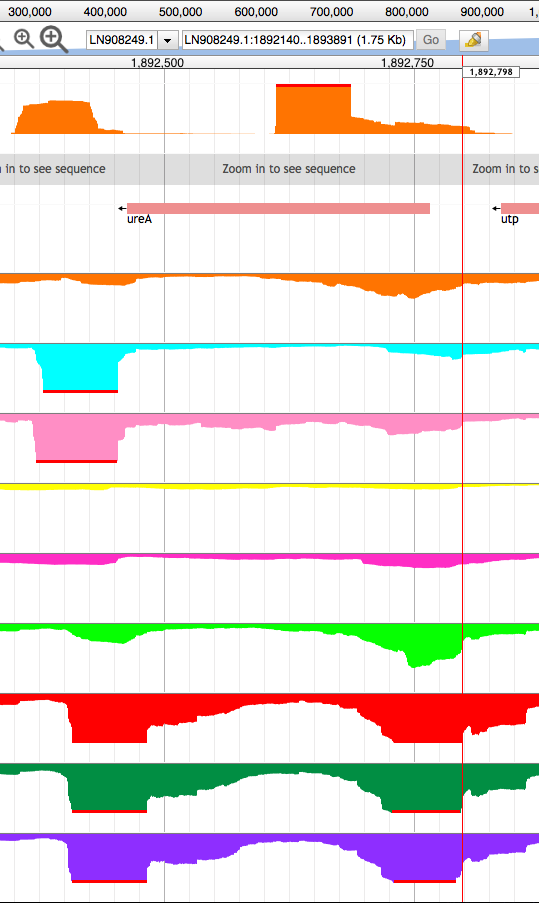 300,000 400,000 500,000 600,000 700,000 800,000 900,000 1,
LN908249.1 LN908249.1:1892140..1893891 (1.75 Kb) Go
1,892,500 1,892,750
1,892,798
in to see sequence Zoom in to see sequence Zoom in to see s
ureA utp